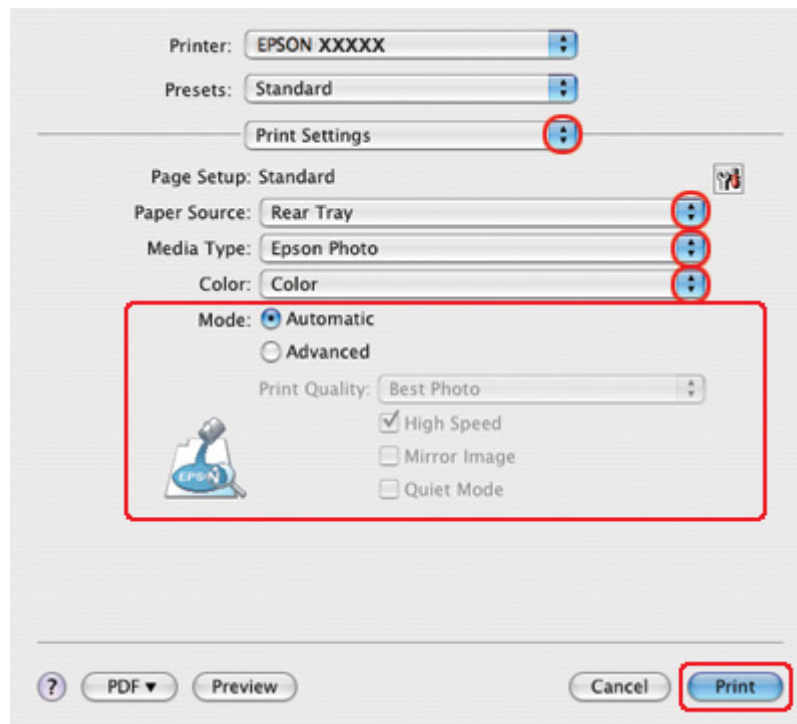 Printer: EPSON XXXXX
Presets: Standard
Print Settings
Page Setup: Standard
Paper Source: Rear Tray
Media Type: Epson Photo
Color: Color
Mode: Automatic
Advanced
Print Quality: Best Photo
High Speed
Mirror Image
EPSON
Quiet Mode
? PDF▼ Preview Cancel Print